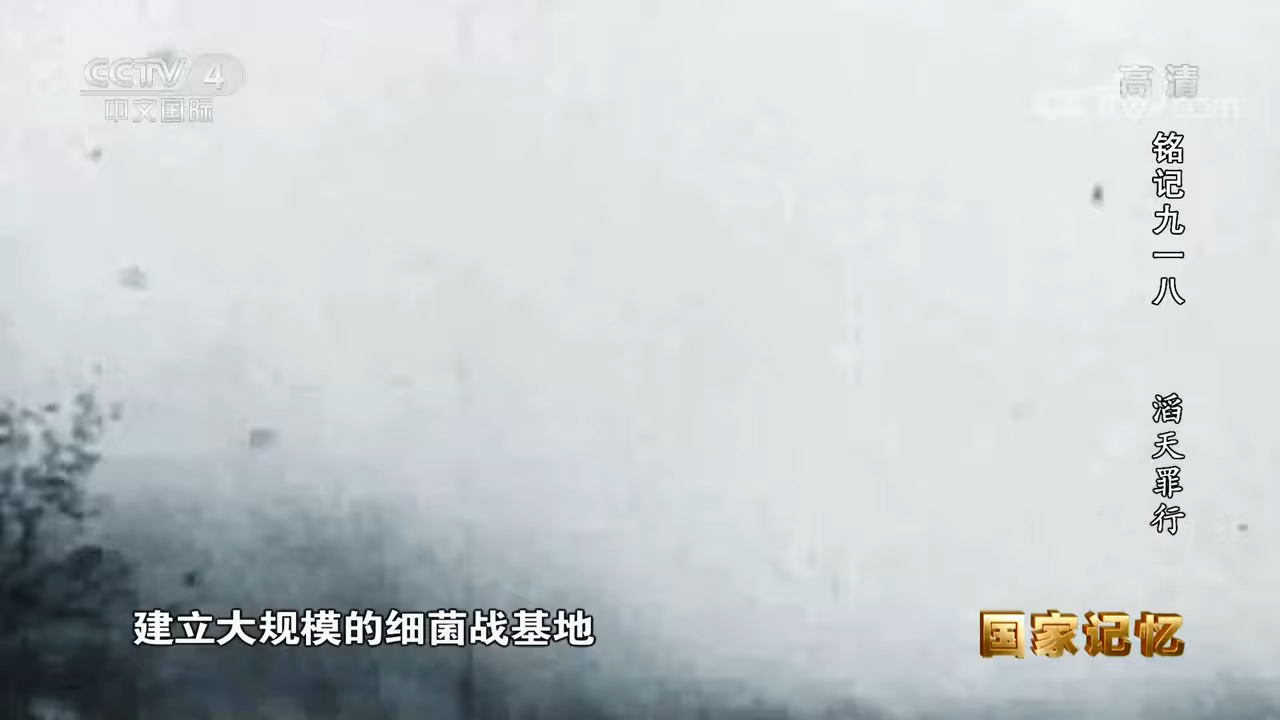 CCTV 4
中文国际
高清
铭记九一八
滔天罪行
建立大规模的细菌战基地
国家记忆